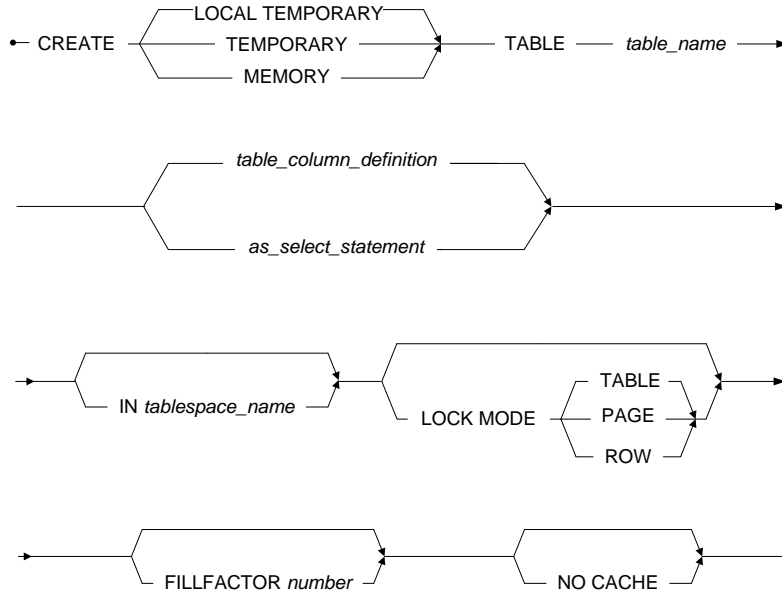 LOCAL TEMPORARY
CREATE TEMPORARY TABLE table_name
MEMORY
table_column_definition
as_select_statement
IN tablespace_name
TABLE
LOCK MODE PAGE
ROW
FILLFACTOR number
NO CACHE